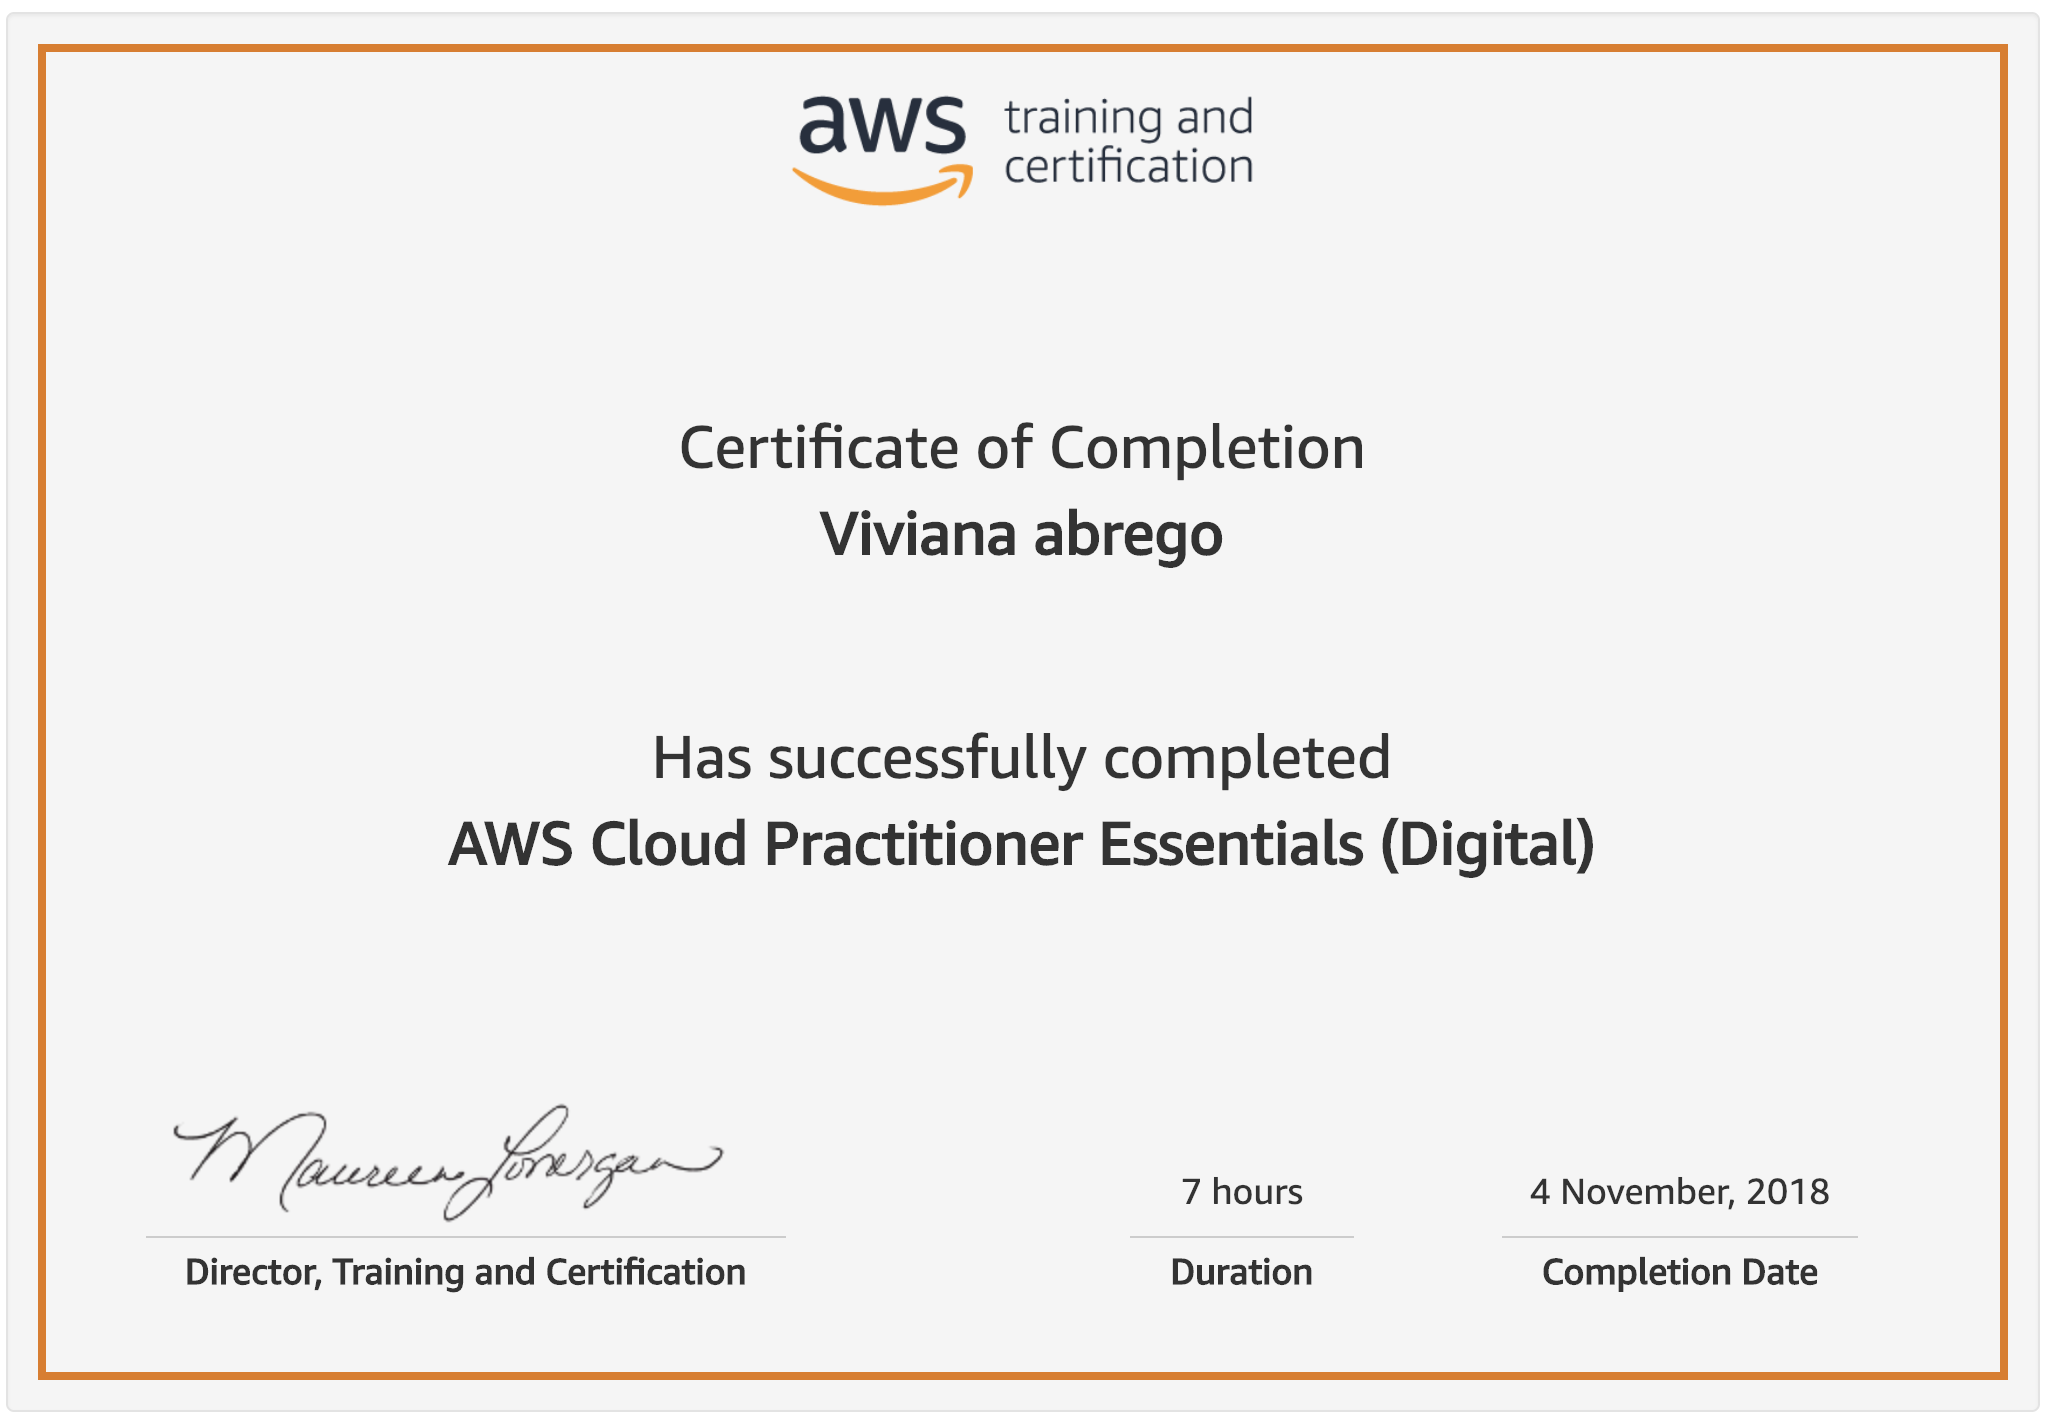 aws training and
certification
Certificate of Completion
Viviana abrego
Has successfully completed
AWS Cloud Practitioner Essentials (Digital)
Maureen Lonergan
7 hours
4 November, 2018
Director, Training and Certification
Duration
Completion Date